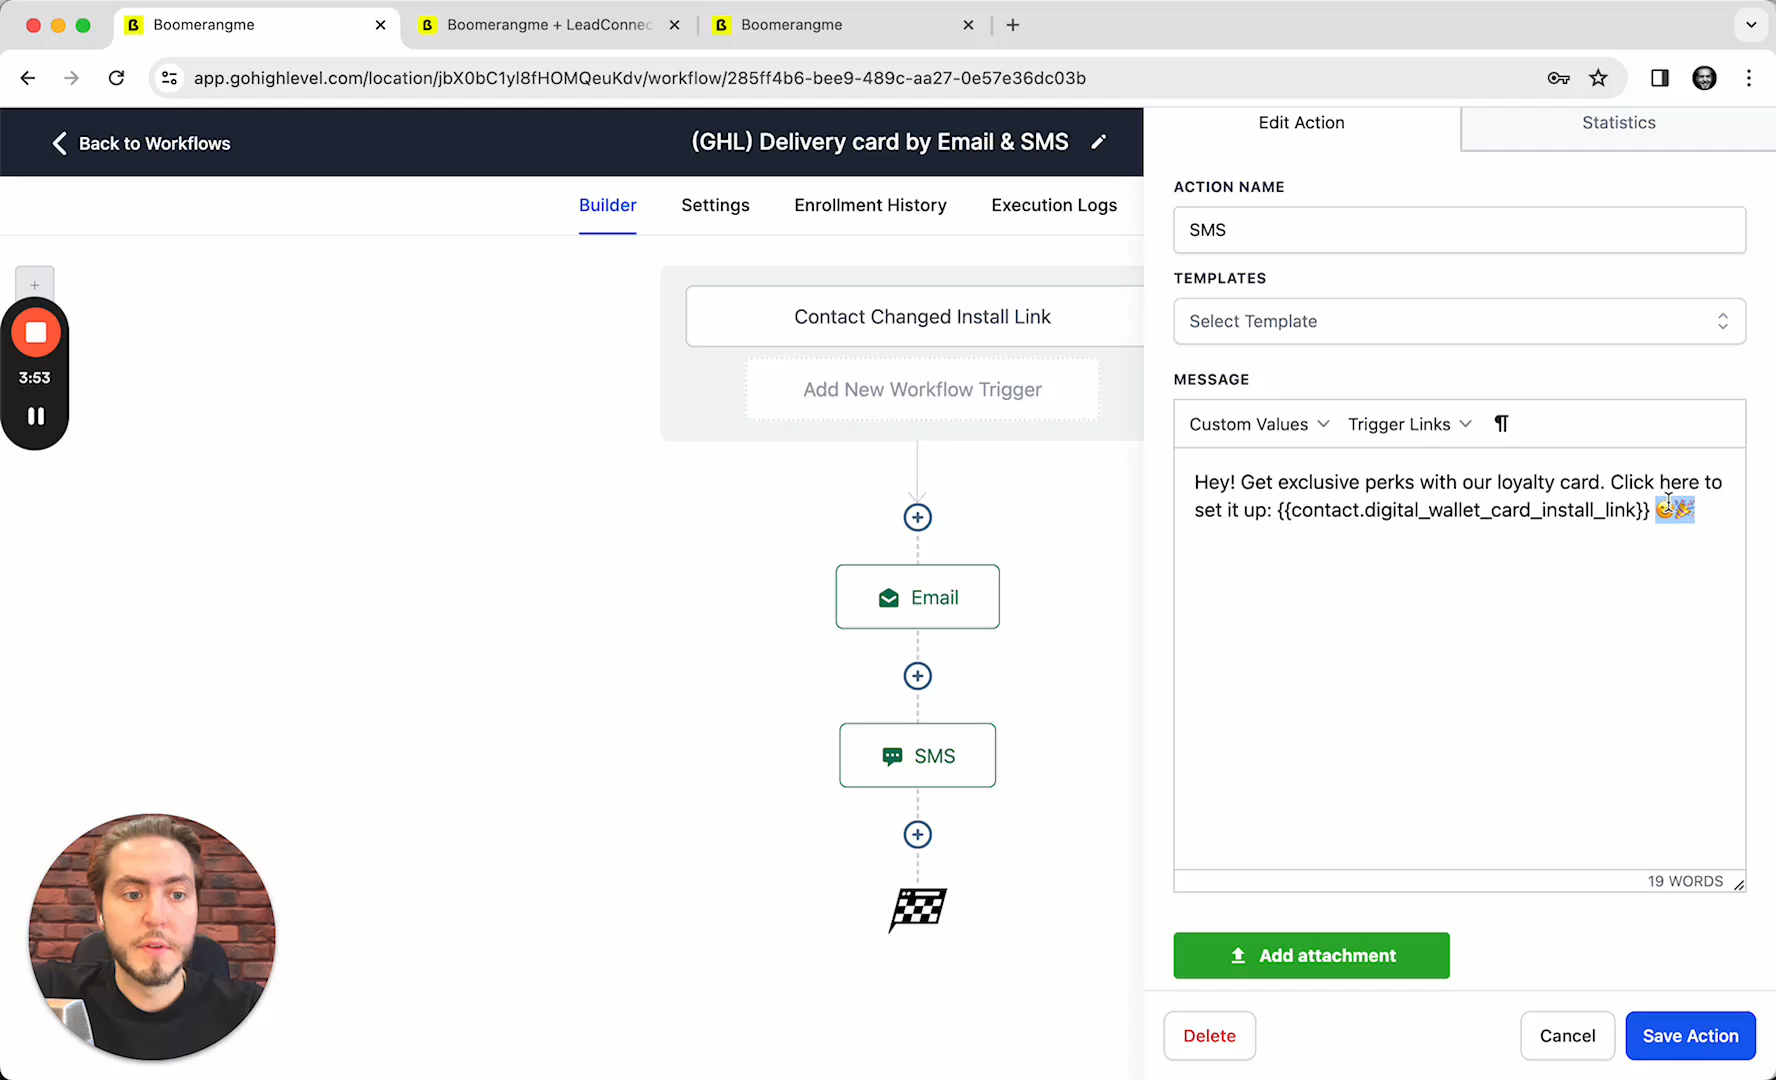 Boomerangme
Boomerangme + LeadConnec
Boomerangme
app.gohighlevel.com/location/jbX0bC1yl8fHOMQeuKdv/workflow/285ff4b6-bee9-489c-aa27-0e57e36dc03b
Back to Workflows
(GHL) Delivery card by Email & SMS
Edit Action
Statistics
Builder
Settings
Enrollment History
Execution Logs
ACTION NAME
SMS
TEMPLATES
Select Template
MESSAGE
Custom Values
Trigger Links
Hey! Get exclusive perks with our loyalty card. Click here to
set it up: {{contact.digital_wallet_card_install_link}} 😉🎉
19 WORDS
Add attachment
Delete
Cancel
Save Action
3:53
Contact Changed Install Link
Add New Workflow Trigger
Email
SMS